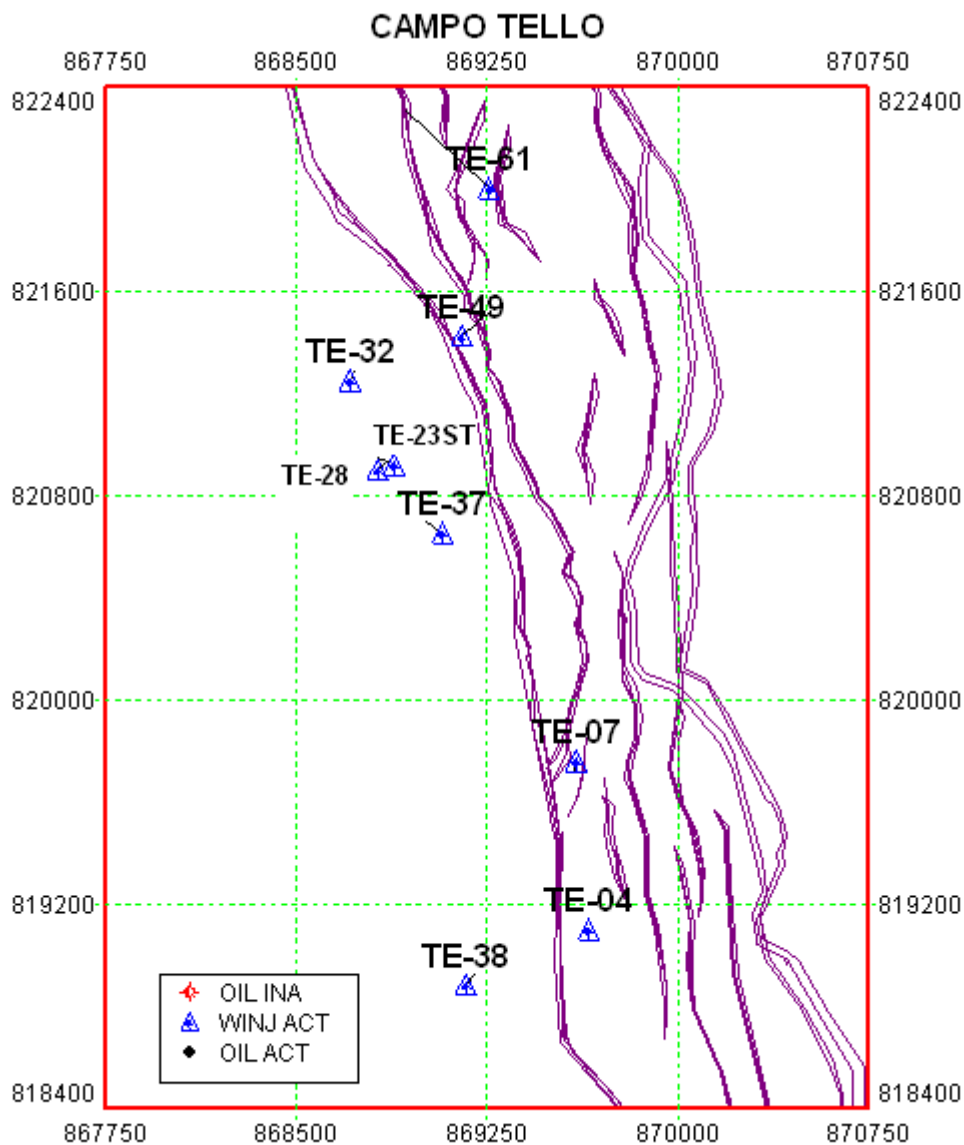 CAMPO TELLO
867750 868500 869250 870000 870750
822400 822400
TE-61
821600 821600
TE-49
TE-32
TE-23ST
TE-28
820800 820800
TE-37
820000 820000
TE-07
819200 819200
TE-04
TE-38
OIL INA
WINJ ACT
OIL ACT
818400 818400
867750 868500 869250 870000 870750